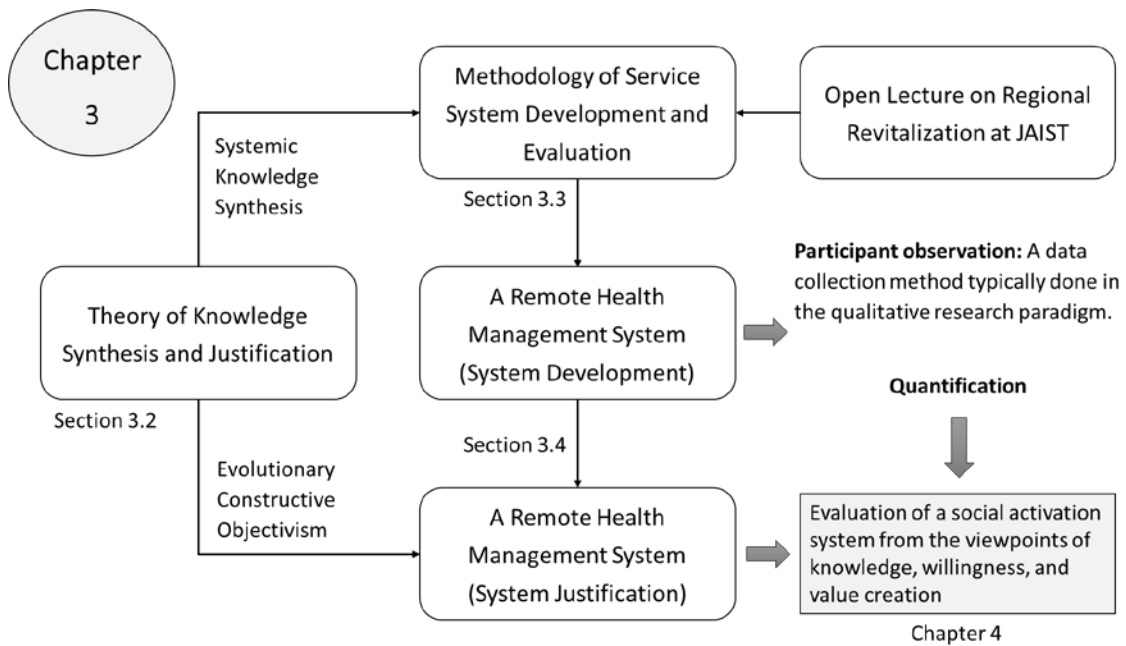 Chapter
3
Methodology of Service
System Development and
Evaluation
Open Lecture on Regional
Revitalization at JAIST
Systemic
Knowledge
Synthesis
Section 3.3
Theory of Knowledge
Synthesis and Justification
Section 3.2
A Remote Health
Management System
(System Development)
Participant observation: A data
collection method typically done in
the qualitative research paradigm.
Section 3.4
Quantification
Evolutionary
Constructive
Objectivism
A Remote Health
Management System
(System Justification)
Evaluation of a social activation
system from the viewpoints of
knowledge, willingness, and
value creation
Chapter 4